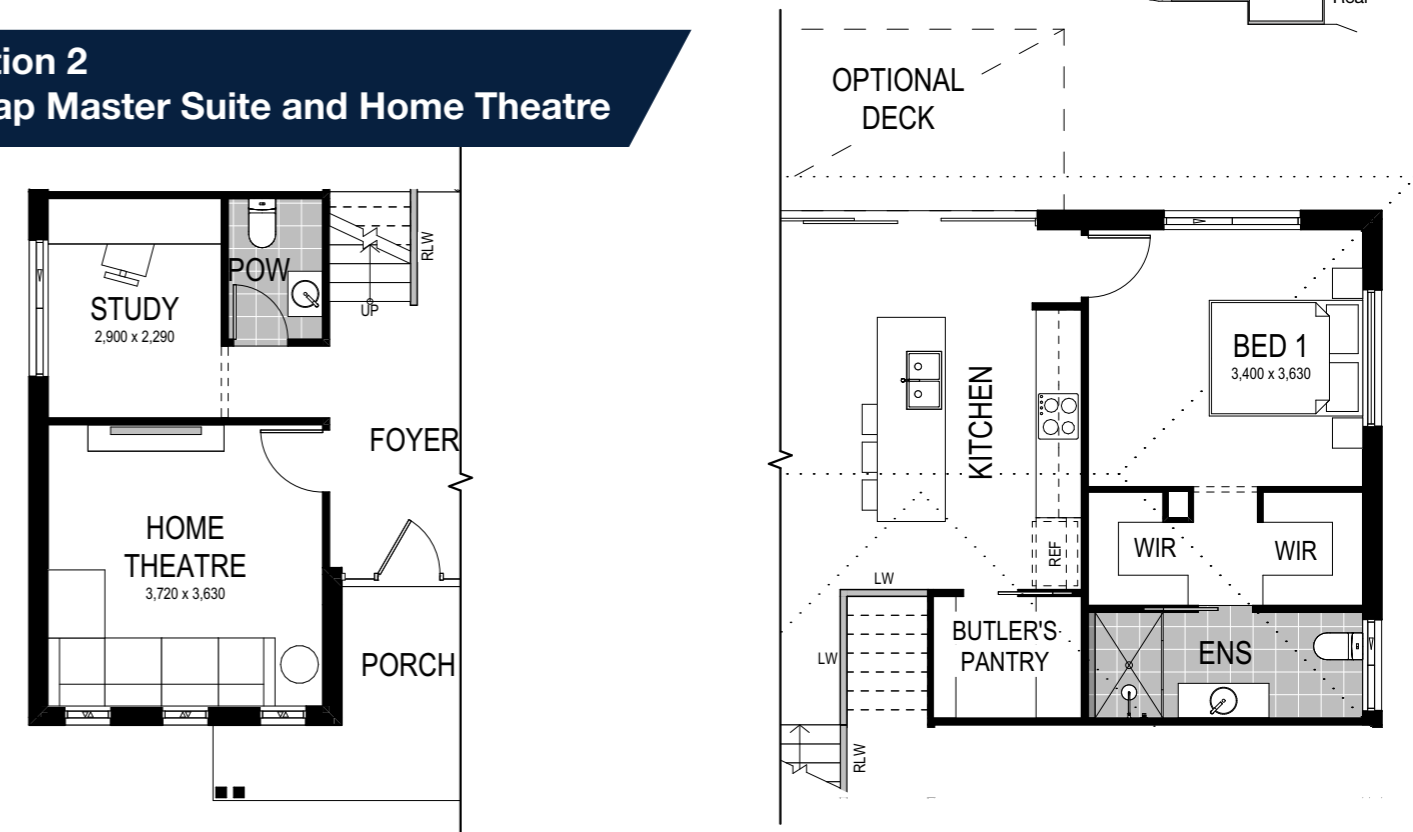 tion 2
ap Master Suite and Home Theatre
STUDY
2,900 x 2,290
POW
UP
RLW
FOYER
HOME
THEATRE
3,720 x 3,630
PORCH
OPTIONAL
DECK
KITCHEN
REF
BED 1
3,400 x 3,630
WIR
WIR
LW
LW
BUTLER'S
PANTRY
ENS
RLW